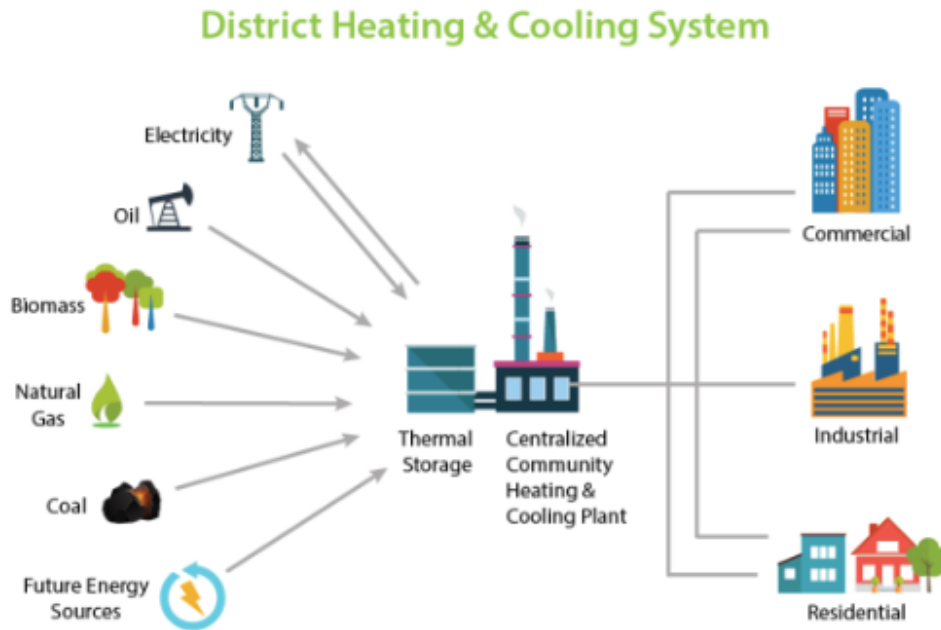 District Heating & Cooling System
Electricity
Oil
Biomass
Natural
Gas
Coal
Future Energy
Sources
Thermal
Storage
Centralized
Community
Heating &
Cooling Plant
Commercial
Industrial
Residential